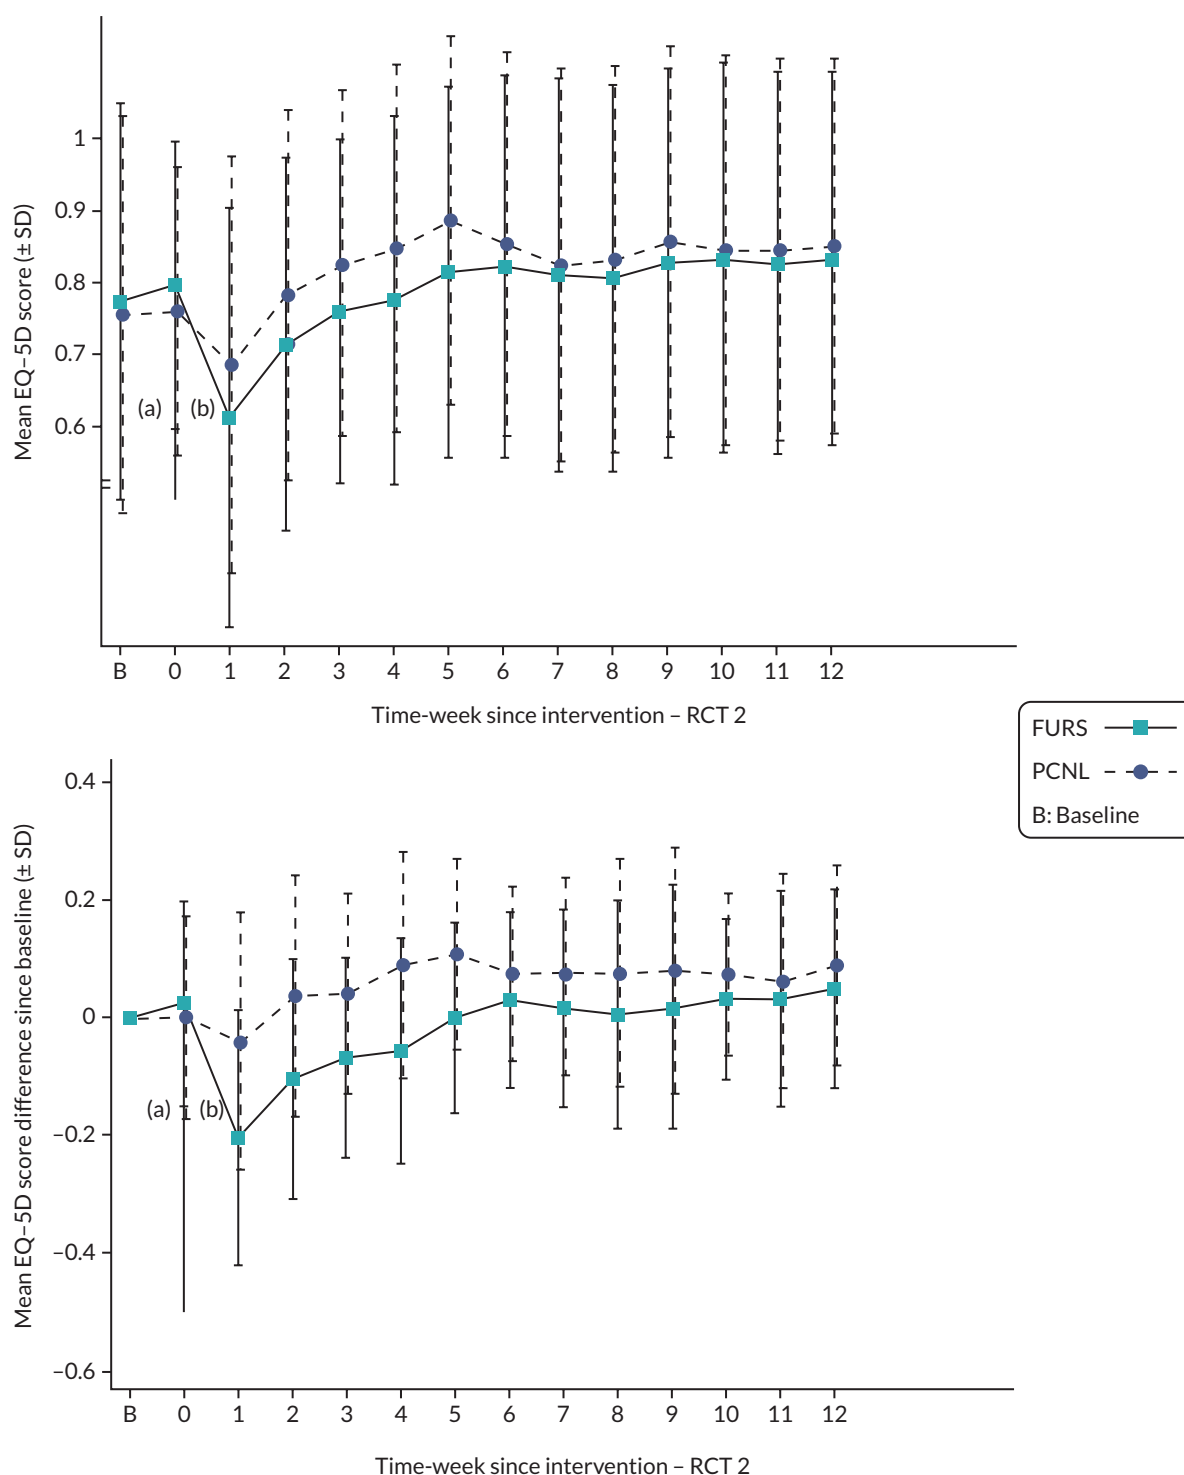 Mean EQ–5D score (± SD)
1
0.9
0.8
0.7
0.6
(a) (b)
B 0 1 2 3 4 5 6 7 8 9 10 11 12
Time-week since intervention – RCT 2
FURS
PCNL
B: Baseline
Mean EQ–5D score difference since baseline (± SD)
0.4
0.2
0
(a) (b)
–0.2
–0.4
–0.6
B 0 1 2 3 4 5 6 7 8 9 10 11 12
Time-week since intervention – RCT 2